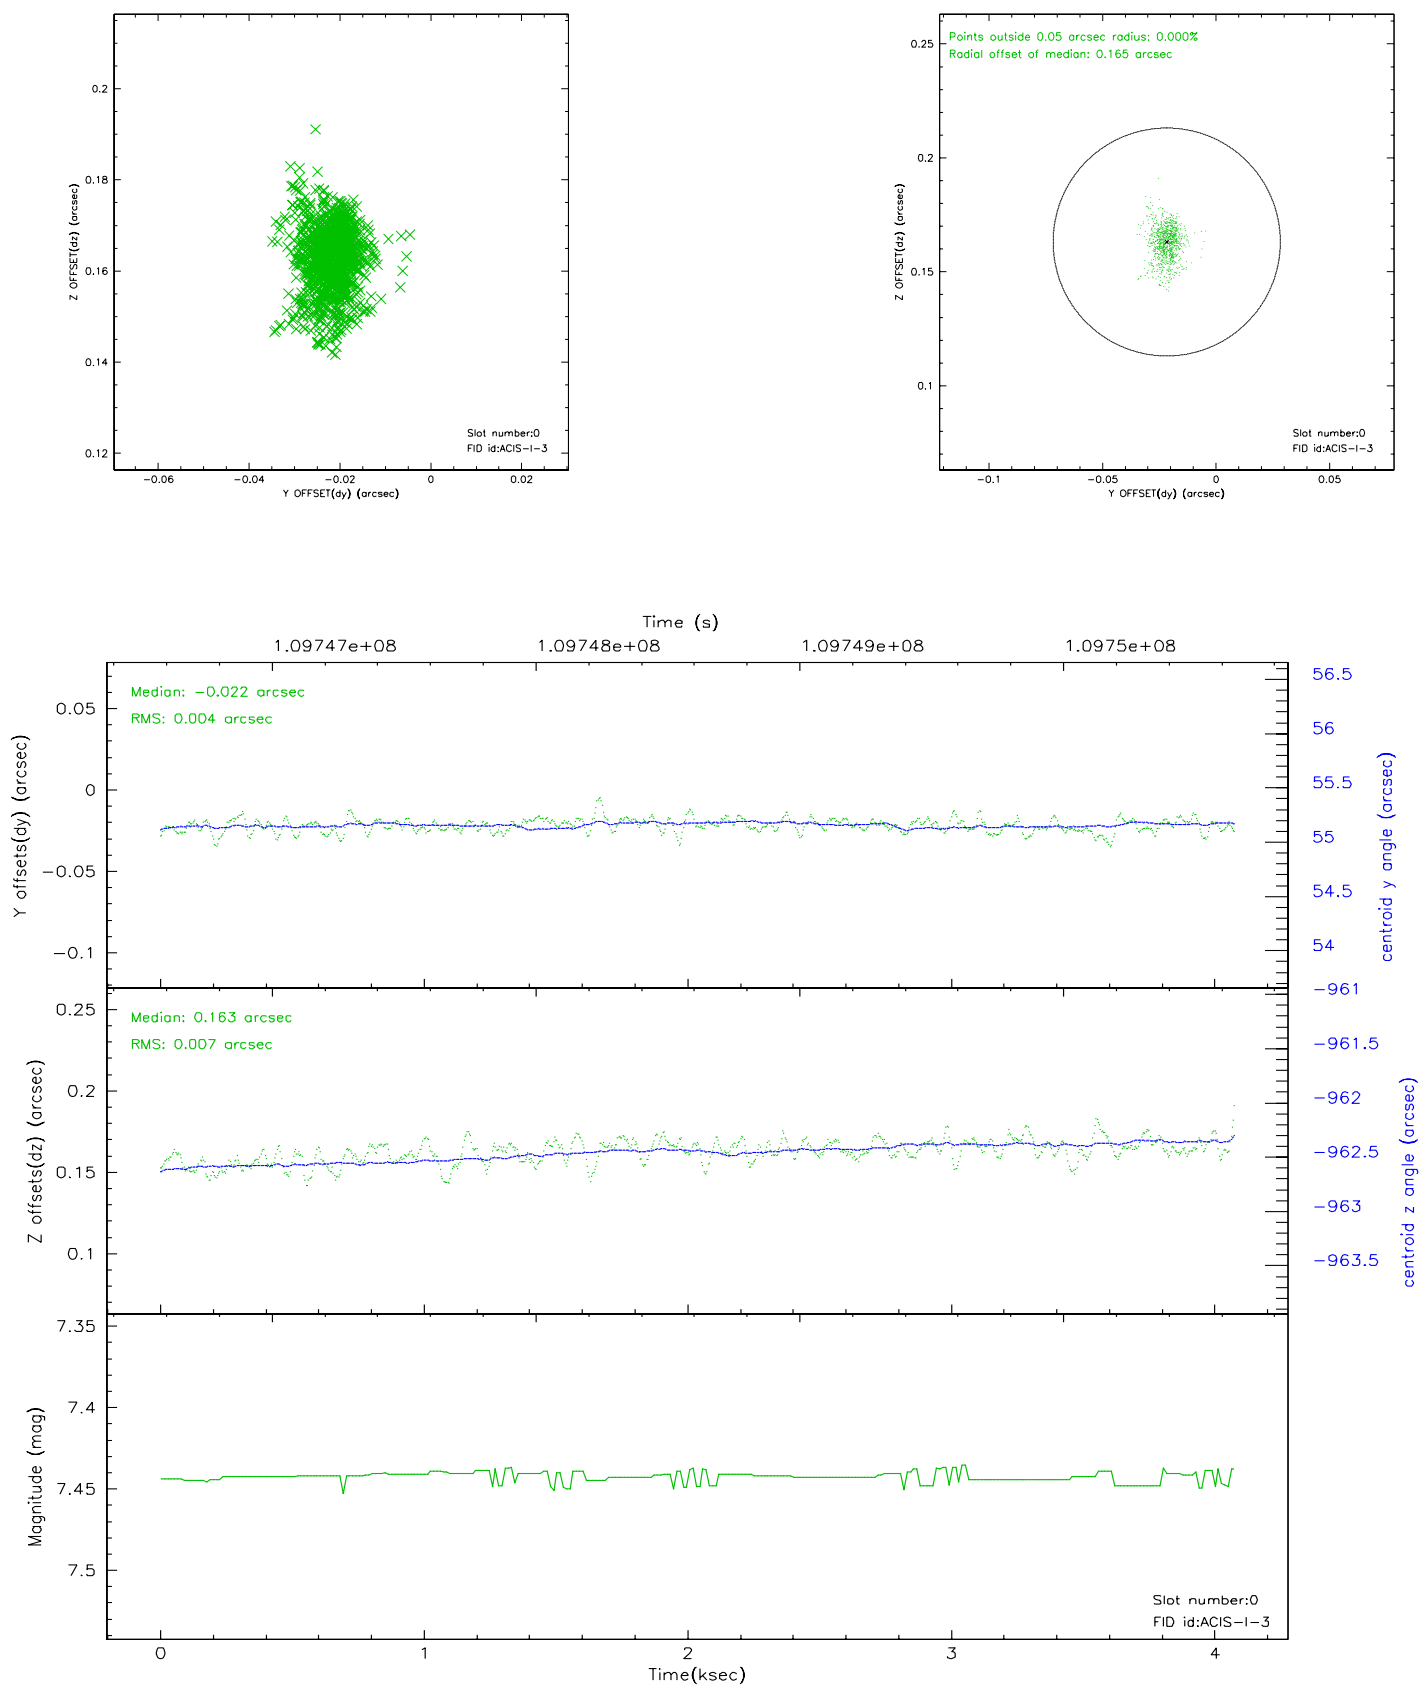 0.2
0.18
0.16
0.14
0.12
Z OFFSET(dz) (arcsec)
Slot number:0
FID id:ACIS-I-3
-0.06 -0.04 -0.02 0 0.02
Y OFFSET(dy) (arcsec)
Points outside 0.05 arcsec radius: 0.000%
Radial offset of median: 0.165 arcsec
0.25
0.2
0.15
0.1
Z OFFSET(dz) (arcsec)
Slot number:0
FID id:ACIS-I-3
-0.1 -0.05 0 0.05
Y OFFSET(dy) (arcsec)
Time (s)
1.09747e+08 1.09748e+08 1.09749e+08 1.0975e+08
Median: -0.022 arcsec
RMS: 0.004 arcsec
0.05
0
-0.05
-0.1
Y offsets(dy) (arcsec)
56.5
56
55.5
55
54.5
54
centroid y angle (arcsec)
Median: 0.163 arcsec
RMS: 0.007 arcsec
0.25
0.2
0.15
0.1
Z offsets(dz) (arcsec)
-961
-961.5
-962
-962.5
-963
-963.5
centroid z angle (arcsec)
7.35
7.4
7.45
7.5
Magnitude (mag)
Slot number:0
FID id:ACIS-I-3
0 1 2 3 4
Time(ksec)